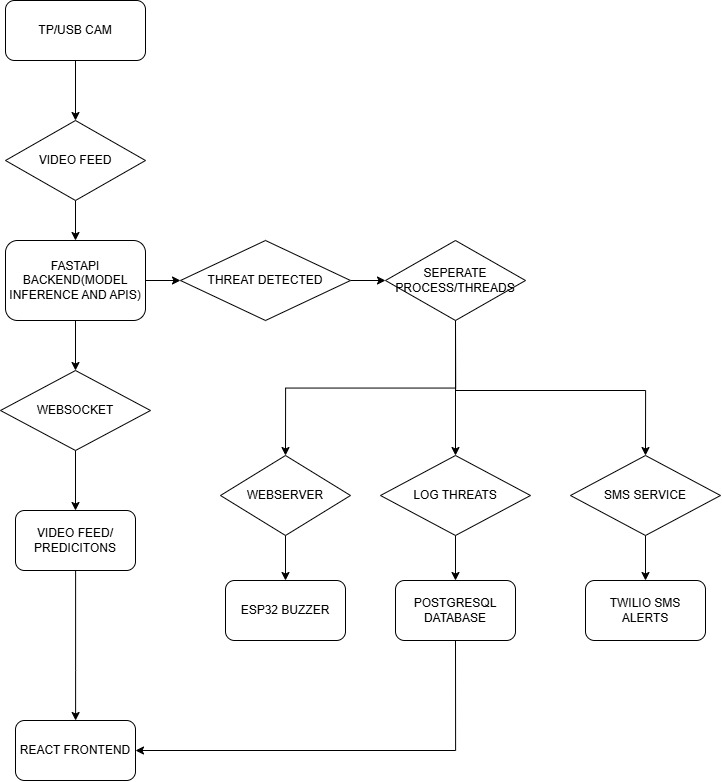 TP/USB CAM
VIDEO FEED
FASTAPI
BACKEND(MODEL
INFERENCE AND APIS)
THREAT DETECTED
SEPERATE
PROCESS/THREADS
WEBSOCKET
WEBSERVER
LOG THREATS
SMS SERVICE
VIDEO FEED/
PREDICITONS
ESP32 BUZZER
POSTGRESQL
DATABASE
TWILIO SMS
ALERTS
REACT FRONTEND